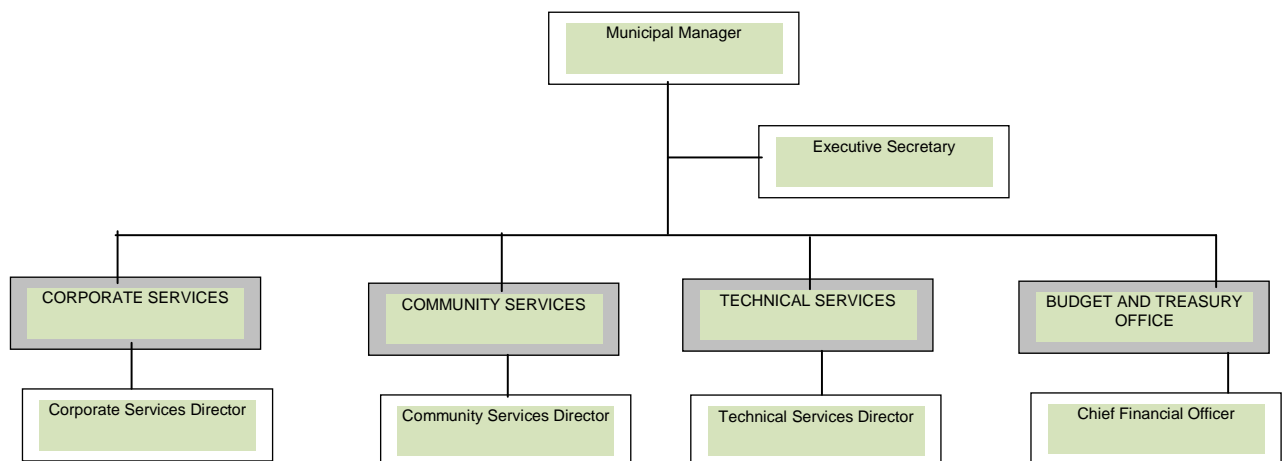 Municipal Manager
Executive Secretary
CORPORATE SERVICES
COMMUNITY SERVICES
TECHNICAL SERVICES
BUDGET AND TREASURY
OFFICE
Corporate Services Director
Community Services Director
Technical Services Director
Chief Financial Officer